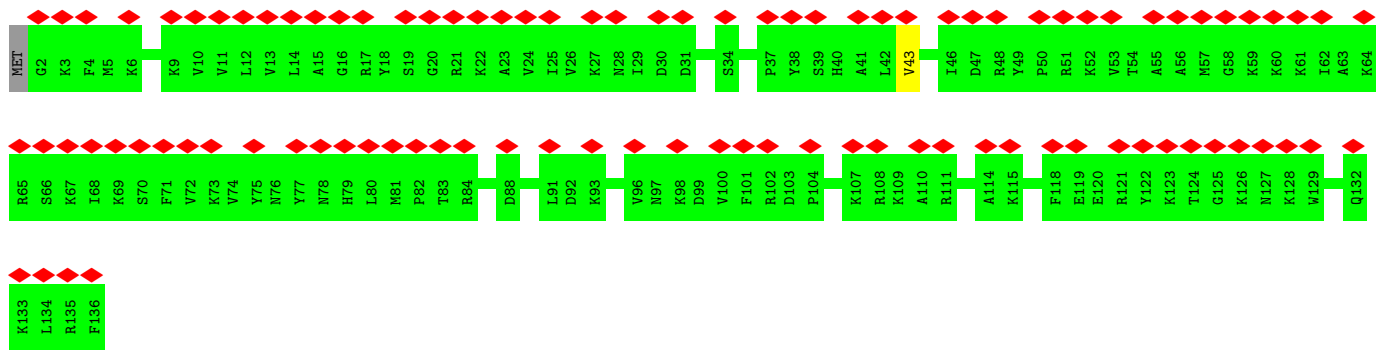 MET G2 K3 F4 M5 K6 K9 V10 V11 L12 V13 L14 A15 G16 R17 Y18 S19 G20 R21 K22 A23 V24 I25 V26 K27 N28 I29 D30 D31 S34 P37 Y38 S39 H40 A41 L42 V43 I46 D47 R48 Y49 P50 R51 K52 V53 T54 A55 A56 M57 G58 K59 K60 K61 I62 A63 K64
R65 S66 K67 I68 K69 S70 F71 V72 K73 V74 Y75 N76 Y77 N78 H79 L80 M81 P82 T83 R84 D88 L91 D92 K93 V96 N97 K98 D99 V100 F101 R102 D103 P104 K107 R108 K109 A110 R111 A114 K115 F118 E119 E120 R121 Y122 K123 T124 G125 K126 N127 K128 W129 Q132
K133 L134 R135 F136